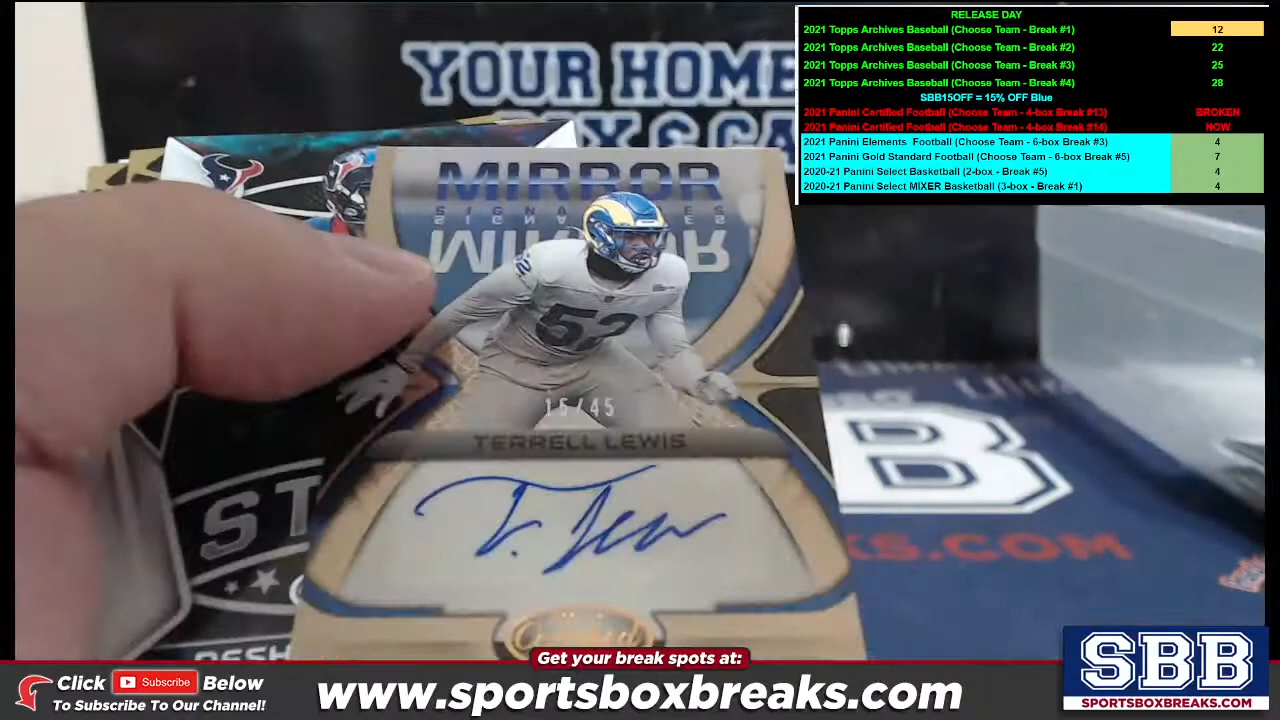 RELEASE DAY
2021 Topps Archives Baseball (Choose Team - Break #1) 12
2021 Topps Archives Baseball (Choose Team - Break #2) 22
2021 Topps Archives Baseball (Choose Team - Break #3) 25
2021 Topps Archives Baseball (Choose Team - Break #4) 28
SBB15OFF = 15% OFF Blue
2021 Panini Certified Football (Choose Team - 4-box Break #13) BROKEN
2021 Panini Certified Football (Choose Team - 4-box Break #14) NOW
2021 Panini Elements Football (Choose Team - 6-box Break #3) 4
2021 Panini Gold Standard Football (Choose Team - 6-box Break #5) 7
2020-21 Panini Select Basketball (2-box - Break #5) 4
2020-21 Panini Select MIXER Basketball (3-box - Break #1) 4
YOUR HOME
X & CA
MIRROR
SIGNATURES
52
15/45
TERRELL LEWIS
T. Lew
Certified
ST
DESH
B
KS.COM
Get your break spots at:
Click Subscribe Below
To Subscribe To Our Channel!
www.sportsboxbreaks.com
SBB
SPORTSBOXBREAKS.COM